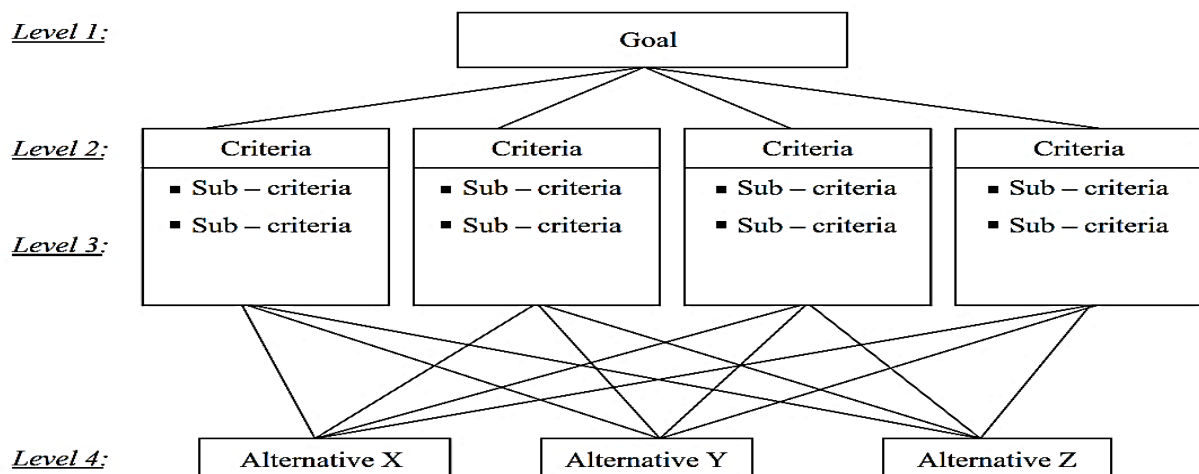 Level 1:
Goal
Level 2:
Criteria
Criteria
Criteria
Criteria
Level 3:
▪ Sub – criteria
▪ Sub – criteria
▪ Sub – criteria
▪ Sub – criteria
▪ Sub – criteria
▪ Sub – criteria
▪ Sub – criteria
▪ Sub – criteria
Level 4:
Alternative X
Alternative Y
Alternative Z